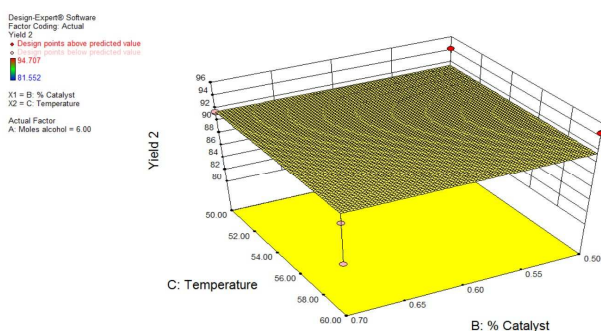 Design-Expert® Software
Factor Coding: Actual
Yield 2
Design points above predicted value
Design points below predicted value
94.707
81.552
X1 = B: % Catalyst
X2 = C: Temperature
Actual Factor
A: Moles alcohol = 6.00
96
94
92
90
88
86
84
82
80
Yield 2
50.00
52.00
54.00
56.00
58.00
60.00
C: Temperature
0.70
0.65
0.60
0.55
0.50
B: % Catalyst